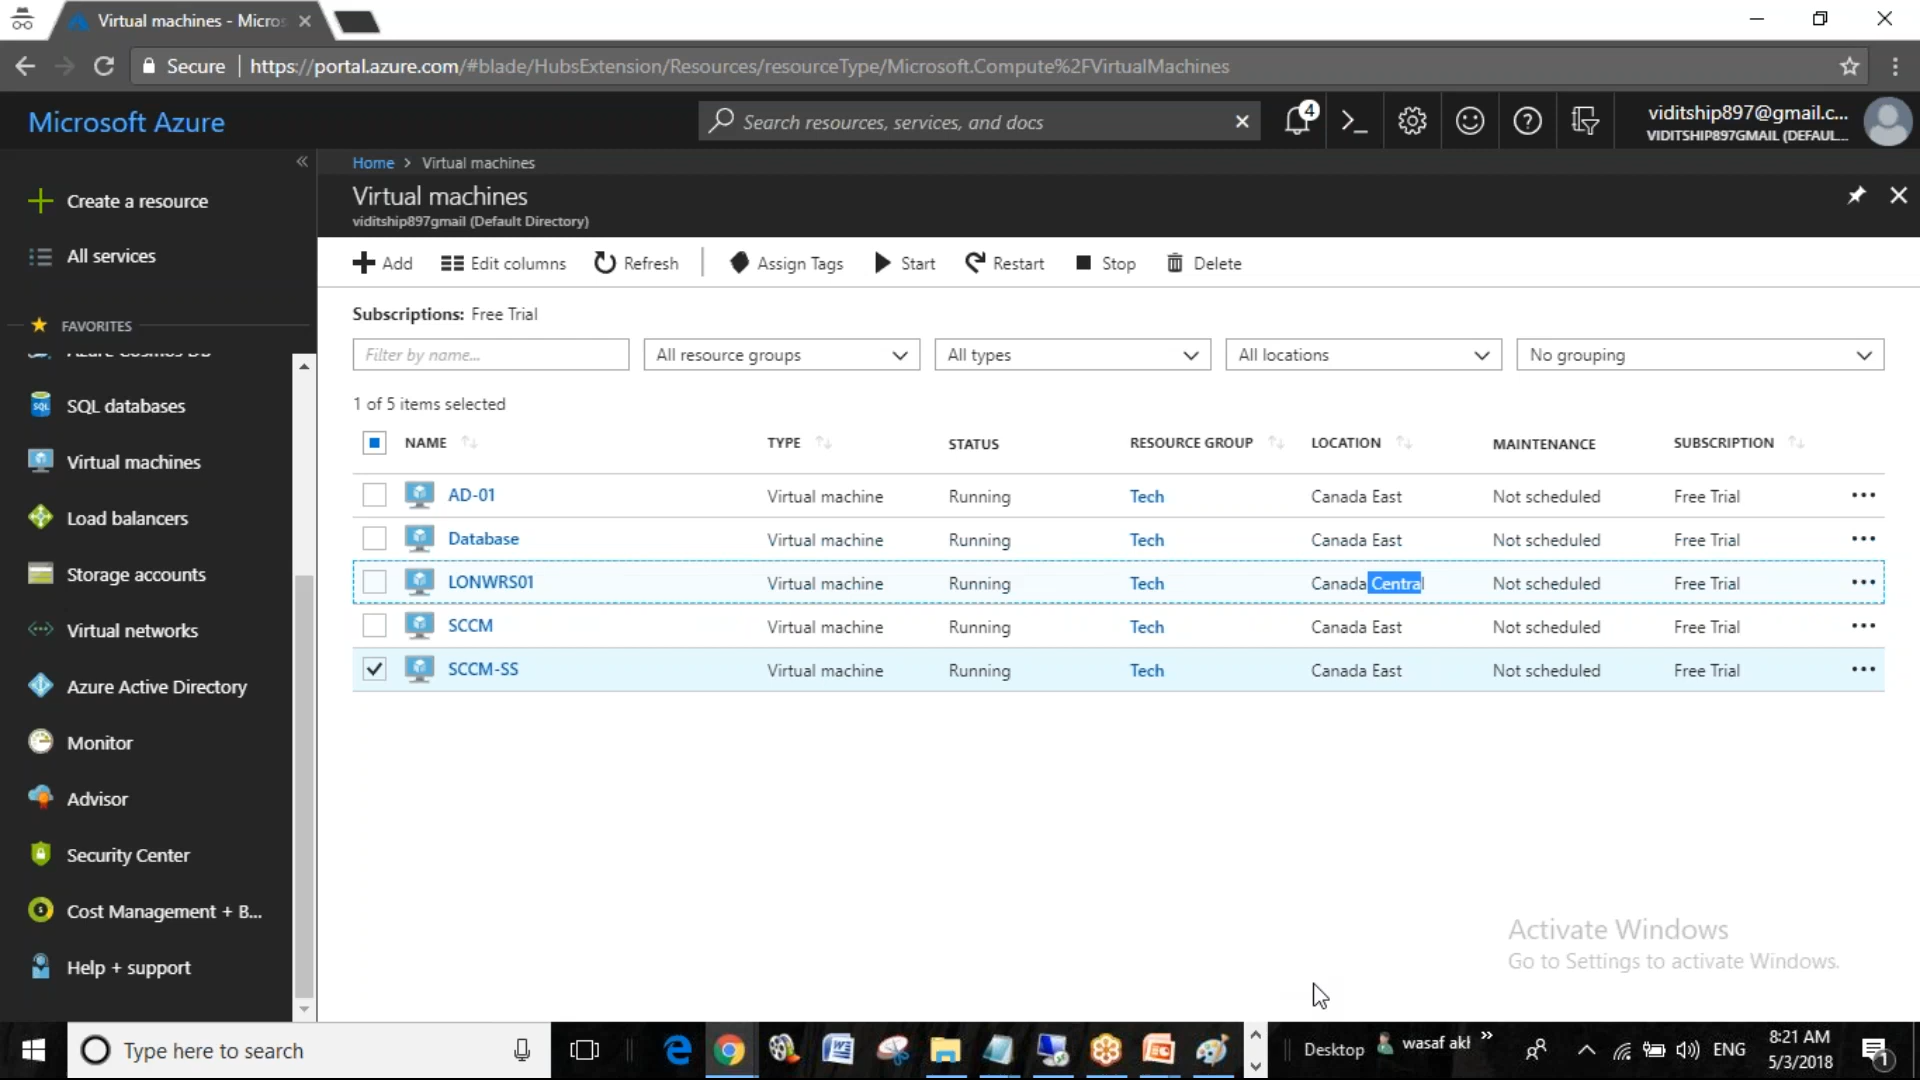 Virtual machines - Micros
Secure https://portal.azure.com/#blade/HubsExtension/Resources/resourceType/Microsoft.Compute%2FVirtualMachines
Microsoft Azure
Search resources, services, and docs
4
viditship897@gmail.c...
VIDITSHIP897GMAIL (DEFAUL...
Home > Virtual machines
Virtual machines
viditship897gmail (Default Directory)
Create a resource
All services
FAVORITES
Azure Cosmos DB
SQL databases
Virtual machines
Load balancers
Storage accounts
Virtual networks
Azure Active Directory
Monitor
Advisor
Security Center
Cost Management + B...
Help + support
Add Edit columns Refresh Assign Tags Start Restart Stop Delete
Subscriptions: Free Trial
Filter by name... All resource groups All types All locations No grouping
1 of 5 items selected
NAME TYPE STATUS RESOURCE GROUP LOCATION MAINTENANCE SUBSCRIPTION
AD-01 Virtual machine Running Tech Canada East Not scheduled Free Trial ...
Database Virtual machine Running Tech Canada East Not scheduled Free Trial ...
LONWRS01 Virtual machine Running Tech Canada Central Not scheduled Free Trial ...
SCCM Virtual machine Running Tech Canada East Not scheduled Free Trial ...
SCCM-SS Virtual machine Running Tech Canada East Not scheduled Free Trial ...
Activate Windows
Go to Settings to activate Windows.
Type here to search
Desktop wasaf akl »
ENG
8:21 AM
5/3/2018
1